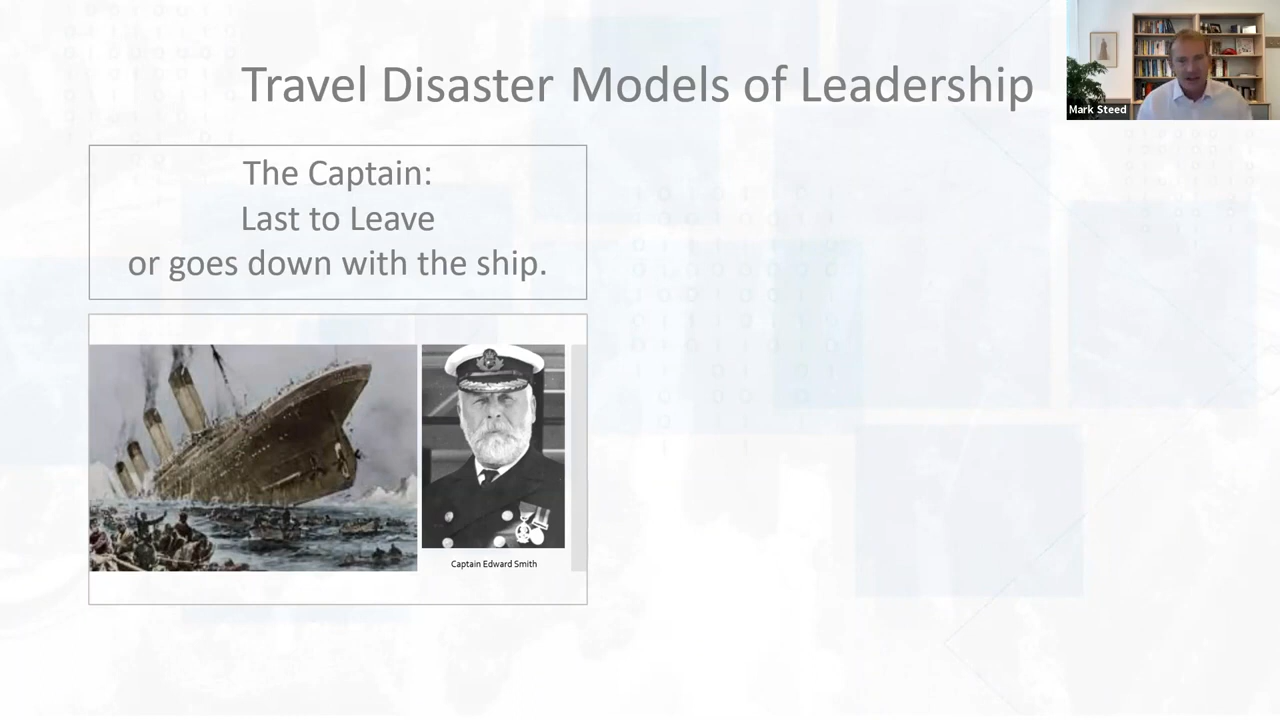 Travel Disaster Models of Leadership
Mark Steed
The Captain:
Last to Leave
or goes down with the ship.
Captain Edward Smith